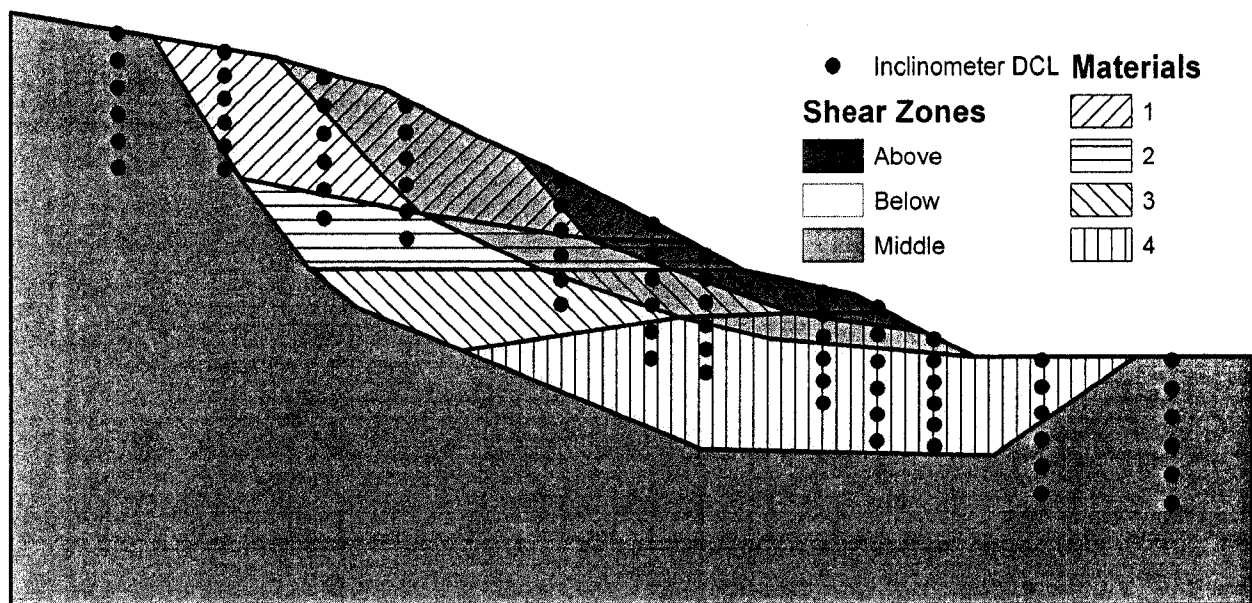 Inclinometer DCL
Materials
Shear Zones
1
Above
2
Below
3
Middle
4